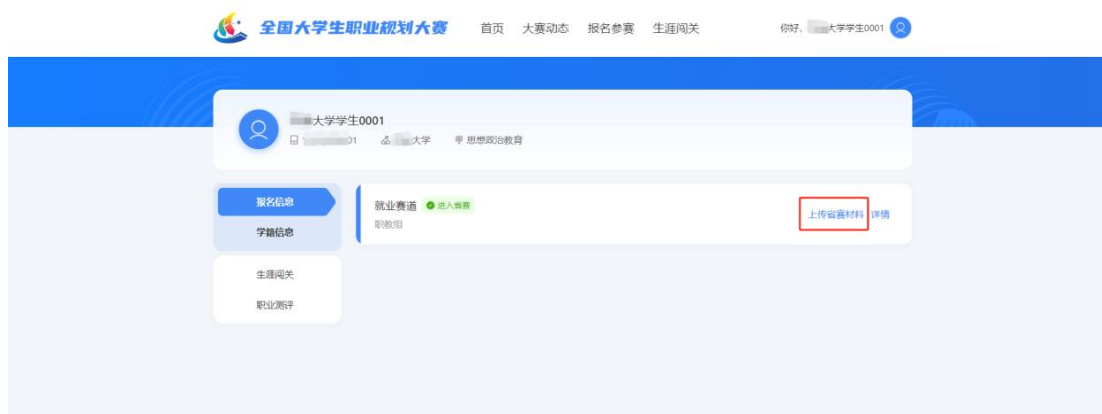 全国大学生职业规划大赛 首页 大赛动态 报名参赛 生涯闯关 你好, 大学学生0001
大学学生0001
01 大学 思想政治教育
报名信息
学籍信息
生涯闯关
职业测评
就业赛道 进入省赛
职教组
上传省赛材料 详情